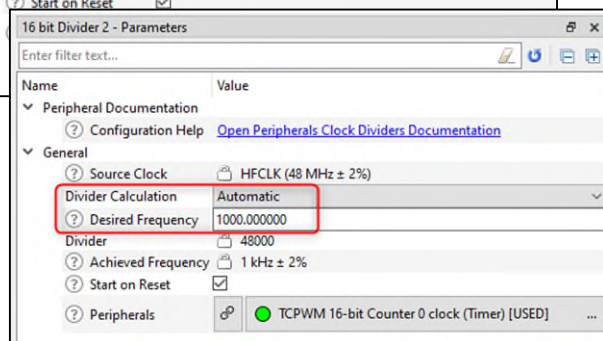 Start on Reset
16 bit Divider 2 - Parameters
Enter filter text...
Name Value
Peripheral Documentation
Configuration Help Open Peripherals Clock Dividers Documentation
General
Source Clock HFCLK (48 MHz ± 2%)
Divider Calculation Automatic
Desired Frequency 1000.000000
Divider 48000
Achieved Frequency 1 kHz ± 2%
Start on Reset
Peripherals TCPWM 16-bit Counter 0 clock (Timer) [USED] ...